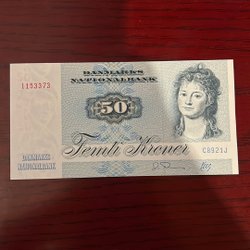 DANMARKS
NATIONALBANK
1153373
50
Femti Kroner
C8921J
DANMARKS
NATIONALBANK